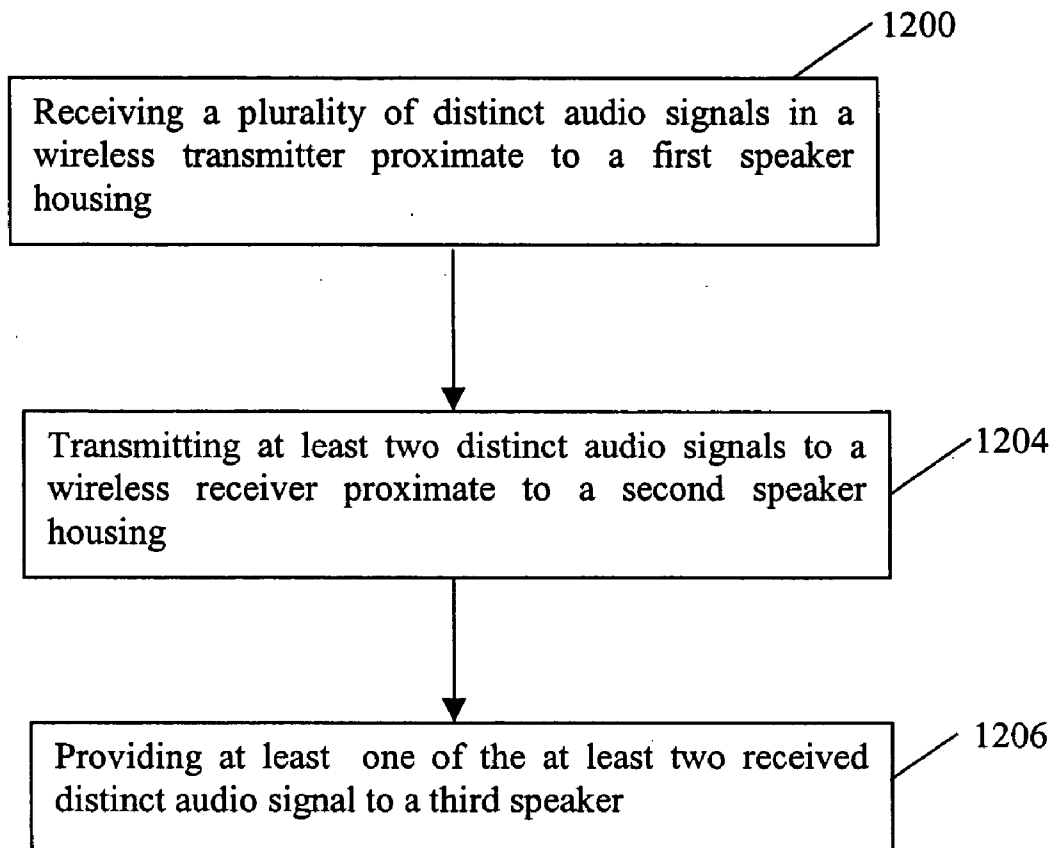 1200
Receiving a plurality of distinct audio signals in a
wireless transmitter proximate to a first speaker
housing
Transmitting at least two distinct audio signals to a
wireless receiver proximate to a second speaker
housing
1204
Providing at least one of the at least two received
distinct audio signal to a third speaker
1206